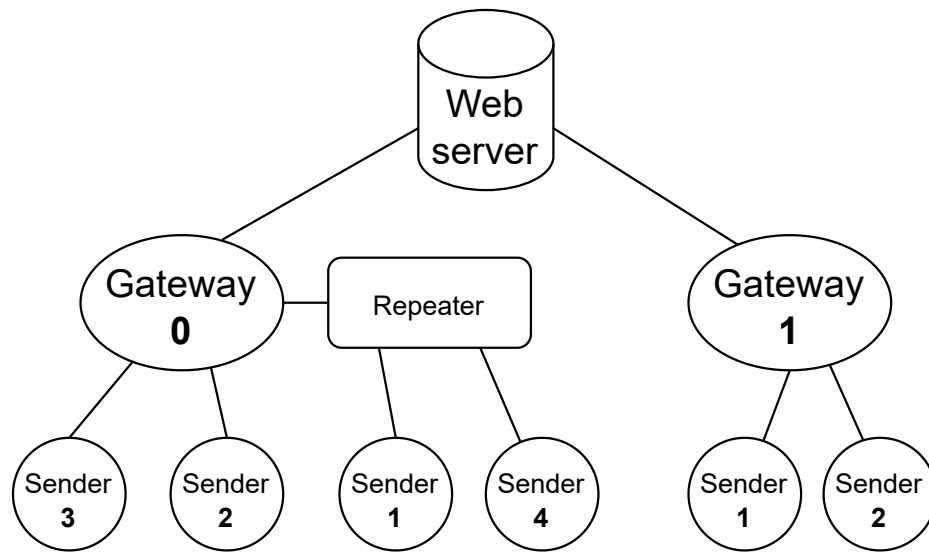 Web
server
Gateway
0
Repeater
Gateway
1
Sender
3
Sender
2
Sender
1
Sender
4
Sender
1
Sender
2